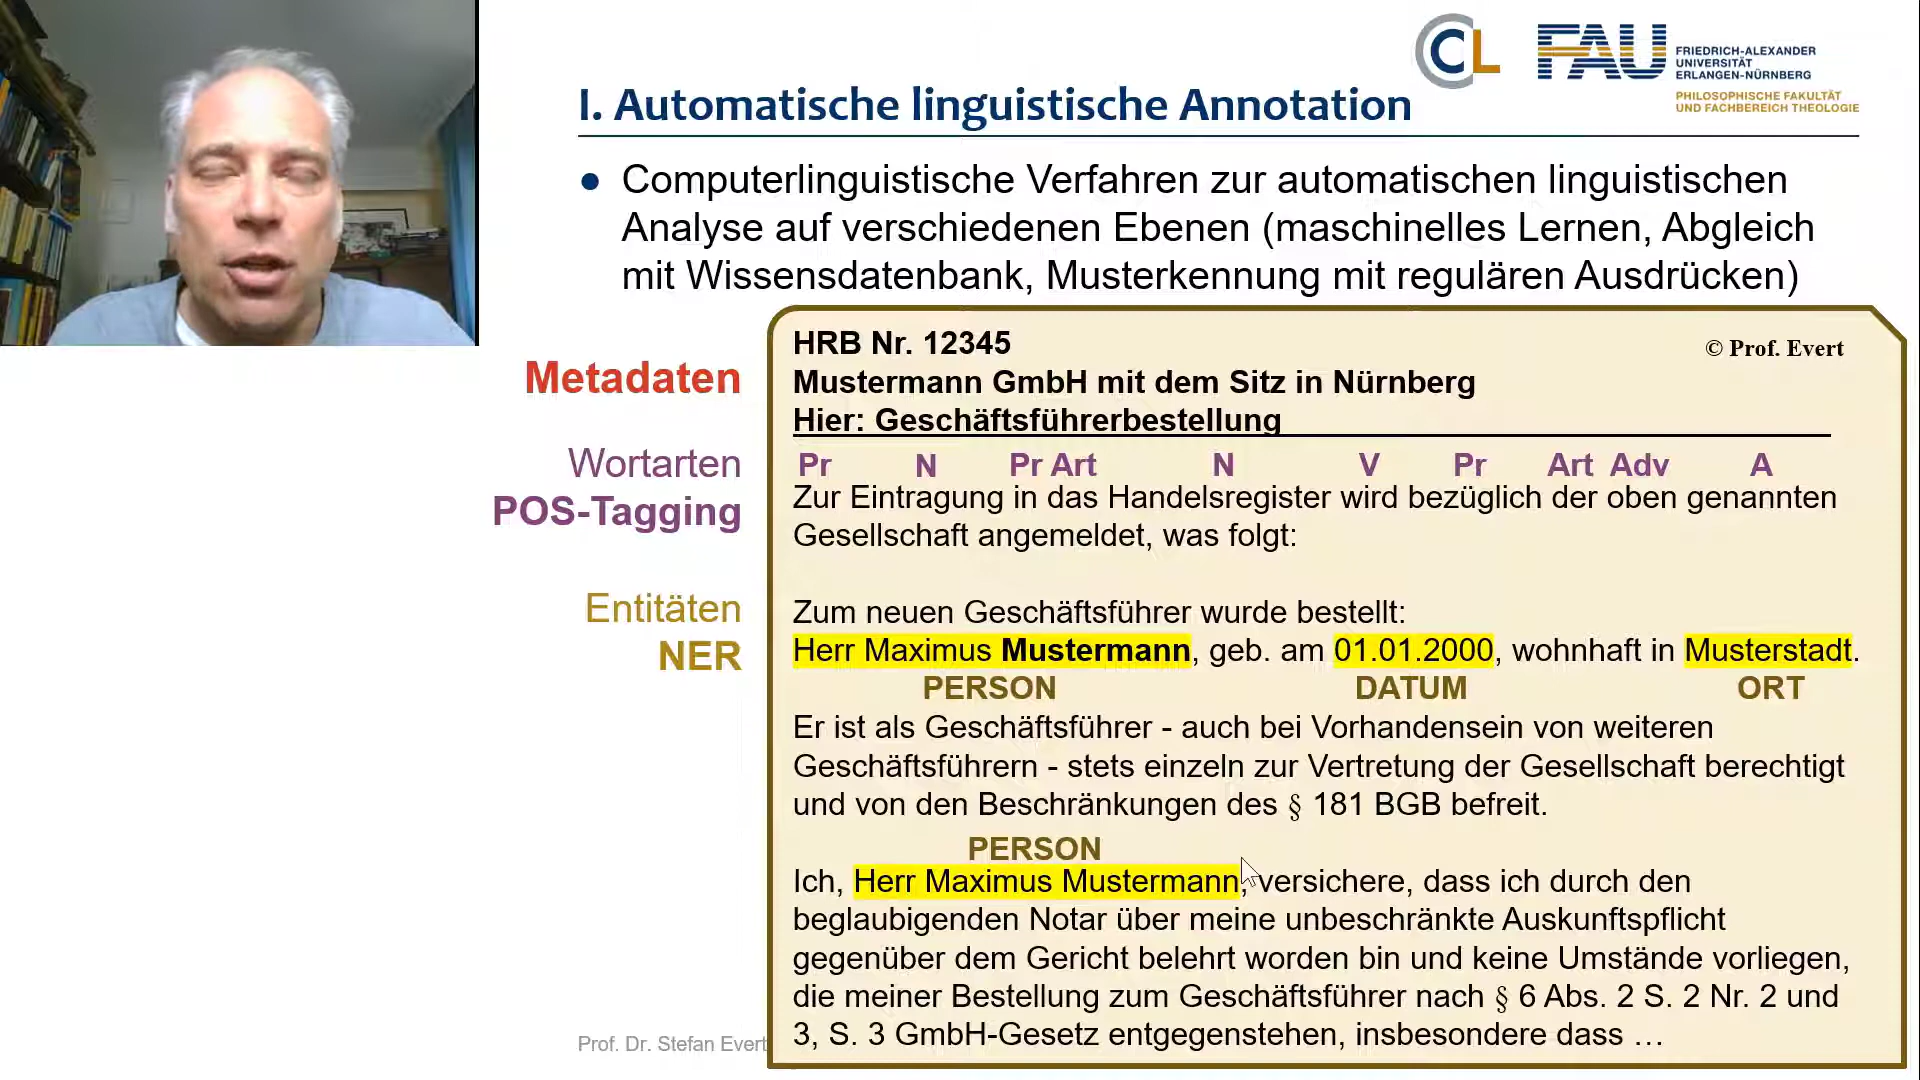 CL FAU FRIEDRICH-ALEXANDER
UNIVERSITÄT
ERLANGEN-NÜRNBERG
PHILOSOPHISCHE FAKULTÄT
UND FACHBEREICH THEOLOGIE
I. Automatische linguistische Annotation
• Computerlinguistische Verfahren zur automatischen linguistischen
Analyse auf verschiedenen Ebenen (maschinelles Lernen, Abgleich
mit Wissensdatenbank, Musterkennung mit regulären Ausdrücken)
HRB Nr. 12345
© Prof. Evert
Metadaten
Mustermann GmbH mit dem Sitz in Nürnberg
Hier: Geschäftsführerbestellung
Wortarten
POS-Tagging
Pr N Pr Art N V Pr Art Adv A
Zur Eintragung in das Handelsregister wird bezüglich der oben genannten
Gesellschaft angemeldet, was folgt:
Entitäten
NER
Zum neuen Geschäftsführer wurde bestellt:
Herr Maximus Mustermann, geb. am 01.01.2000, wohnhaft in Musterstadt.
PERSON DATUM ORT
Er ist als Geschäftsführer - auch bei Vorhandensein von weiteren
Geschäftsführern - stets einzeln zur Vertretung der Gesellschaft berechtigt
und von den Beschränkungen des § 181 BGB befreit.
PERSON
Ich, Herr Maximus Mustermann, versichere, dass ich durch den
beglaubigenden Notar über meine unbeschränkte Auskunftspflicht
gegenüber dem Gericht belehrt worden bin und keine Umstände vorliegen,
die meiner Bestellung zum Geschäftsführer nach § 6 Abs. 2 S. 2 Nr. 2 und
3, S. 3 GmbH-Gesetz entgegenstehen, insbesondere dass …
Prof. Dr. Stefan Evert